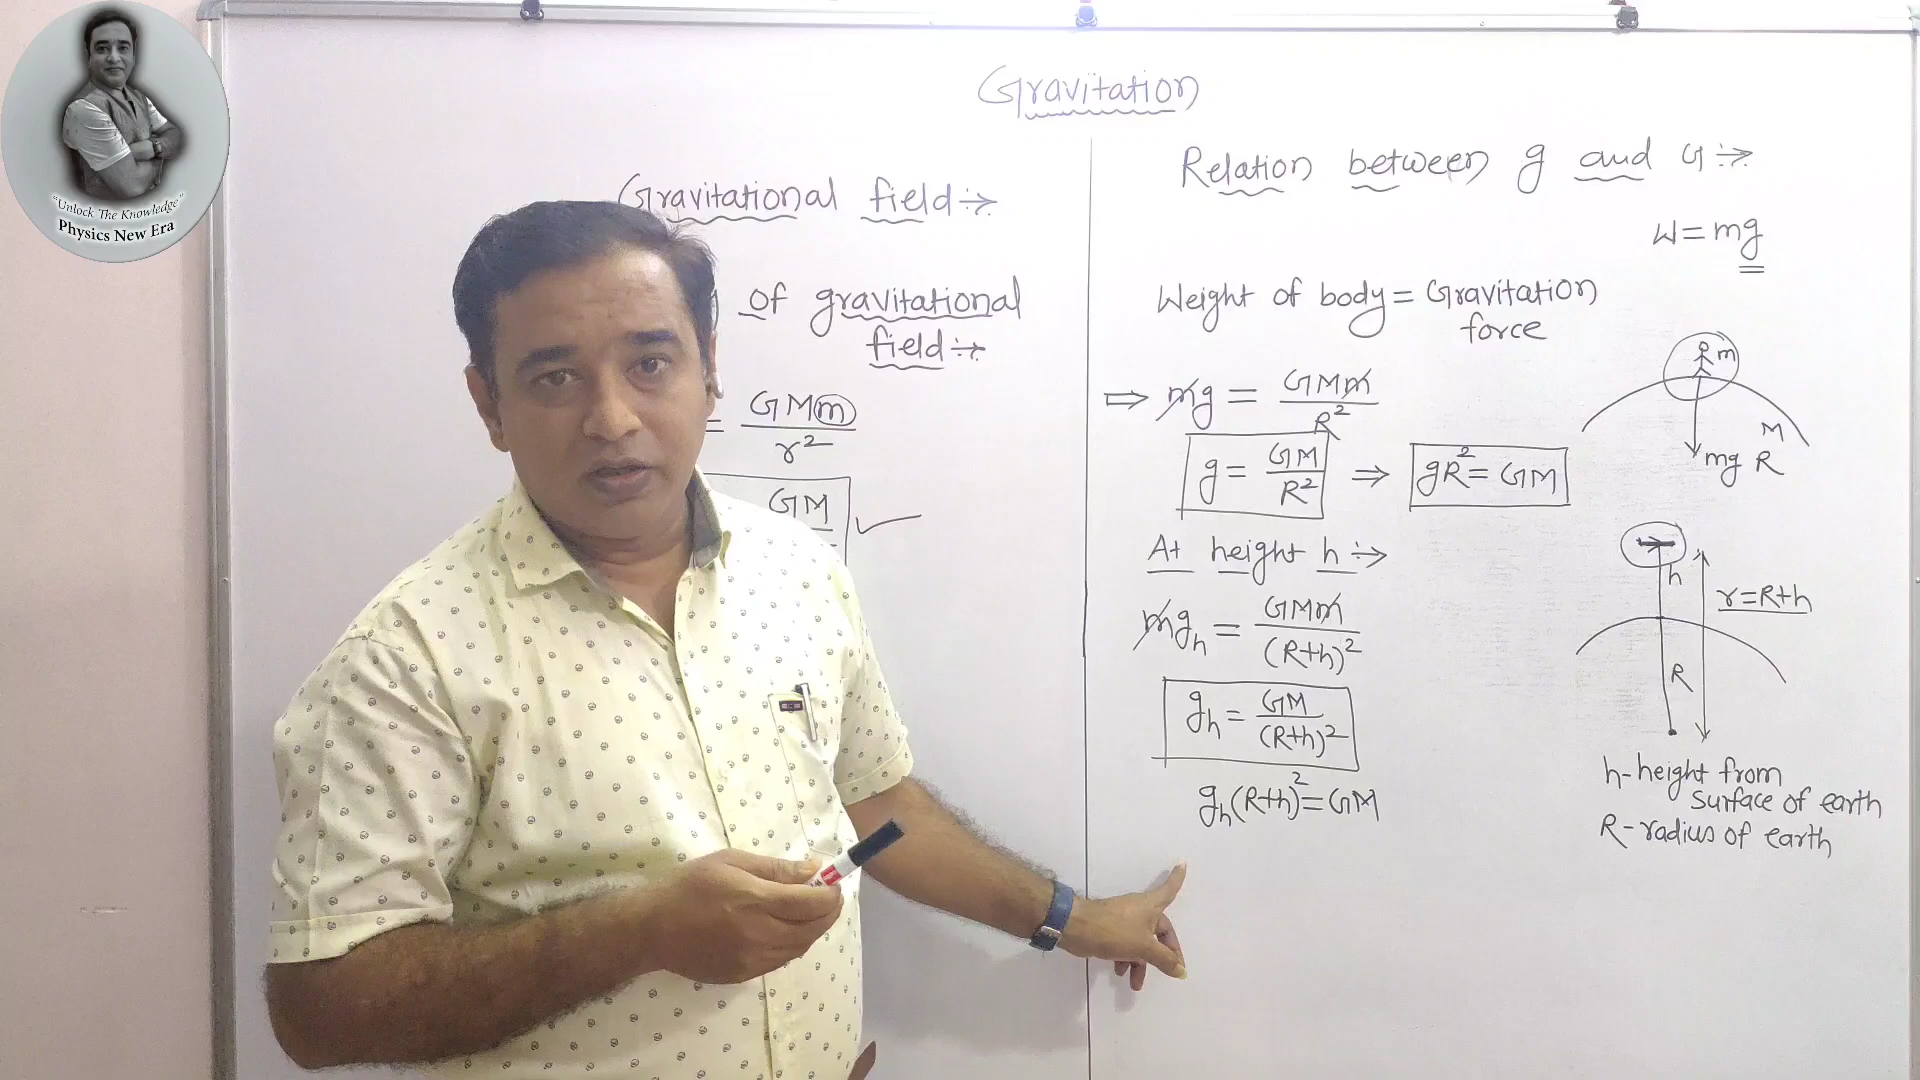 "Unlock The Knowledge"
Physics New Era
Gravitation
Gravitational field :→
of gravitational
field :→
= GMm / r²
GM
Relation between g and G :→
W = mg
Weight of body = Gravitation
force
⇒ mg = GMm / R²
g = GM / R² ⇒ gR² = GM
m
M
mg R
At height h :→
mg_h = GMm / (R+h)²
g_h = GM / (R+h)²
g_h(R+h)² = GM
h
r=R+h
R
h-height from
surface of earth
R-radius of earth